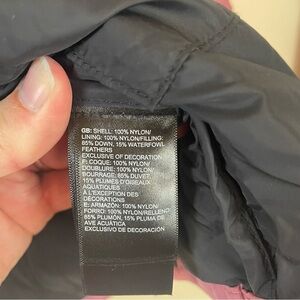 GB: SHELL: 100% NYLON/
LINING: 100% NYLON/FILLING:
85% DOWN, 15% WATERFOWL
FEATHERS
EXCLUSIVE OF DECORATION
F: COQUE: 100% NYLON/
DOUBLURE: 100% NYLON/
BOURRAGE: 85% DUVET,
15% PLUMES D'OISEAUX
AQUATIQUES
À L'EXCEPTION DES
DÉCORATIONS
E: ARMAZÓN: 100% NYLON/
FORRO: 100% NYLON/RELLENO:
85% PLUMÓN, 15% PLUMA DE
AVE ACUÁTICA
EXCLUSIVO DE DECORACIÓN